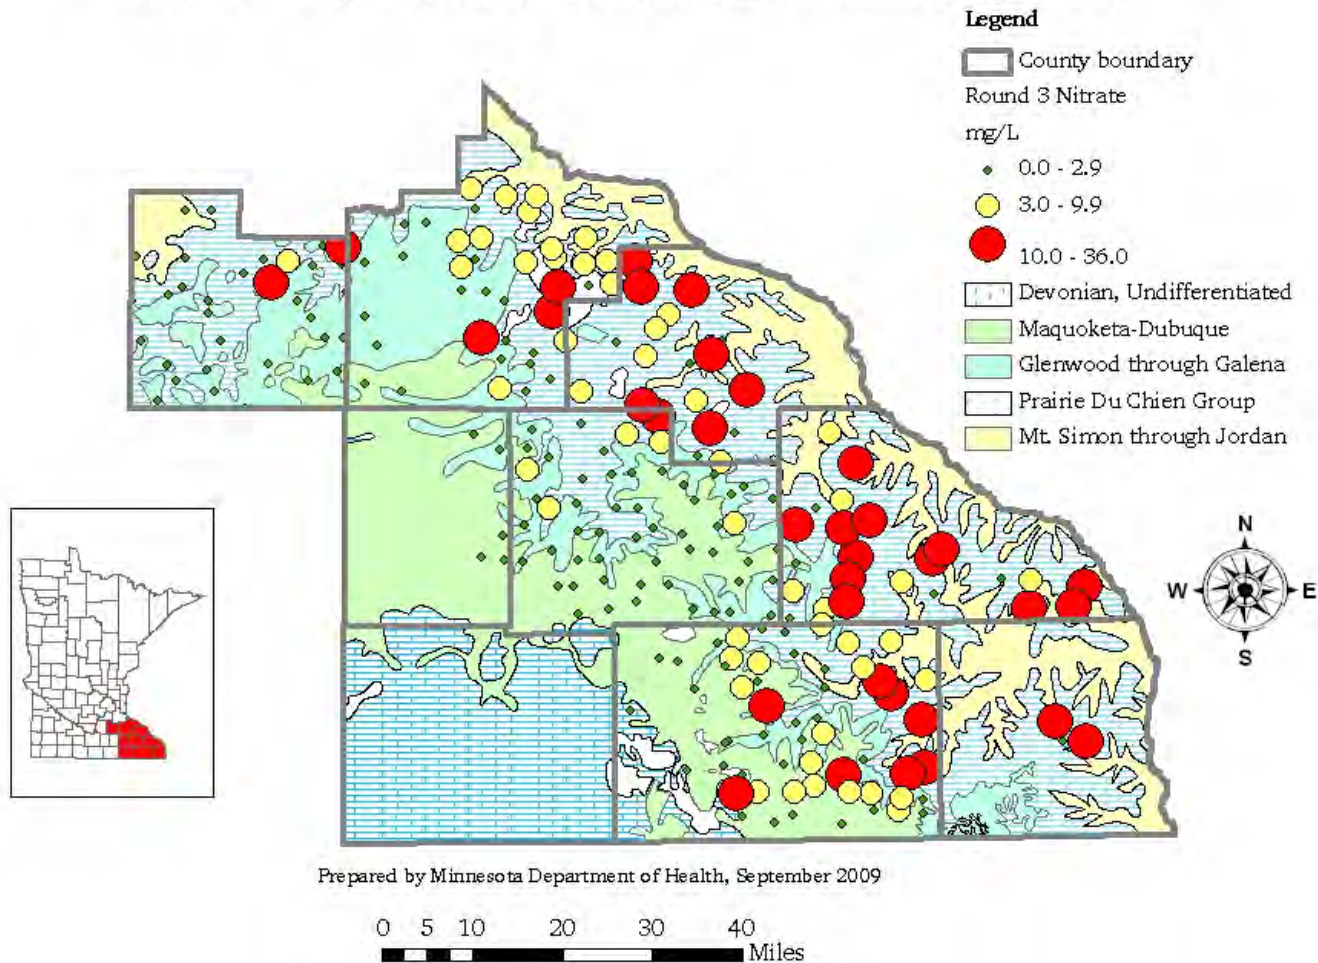 Legend
County boundary
Round 3 Nitrate
mg/L
0.0 - 2.9
3.0 - 9.9
10.0 - 36.0
Devonian, Undifferentiated
Maquoketa-Dubuque
Glenwood through Galena
Prairie Du Chien Group
Mt. Simon through Jordan
N
W
E
S
Prepared by Minnesota Department of Health, September 2009
0 5 10 20 30 40
Miles